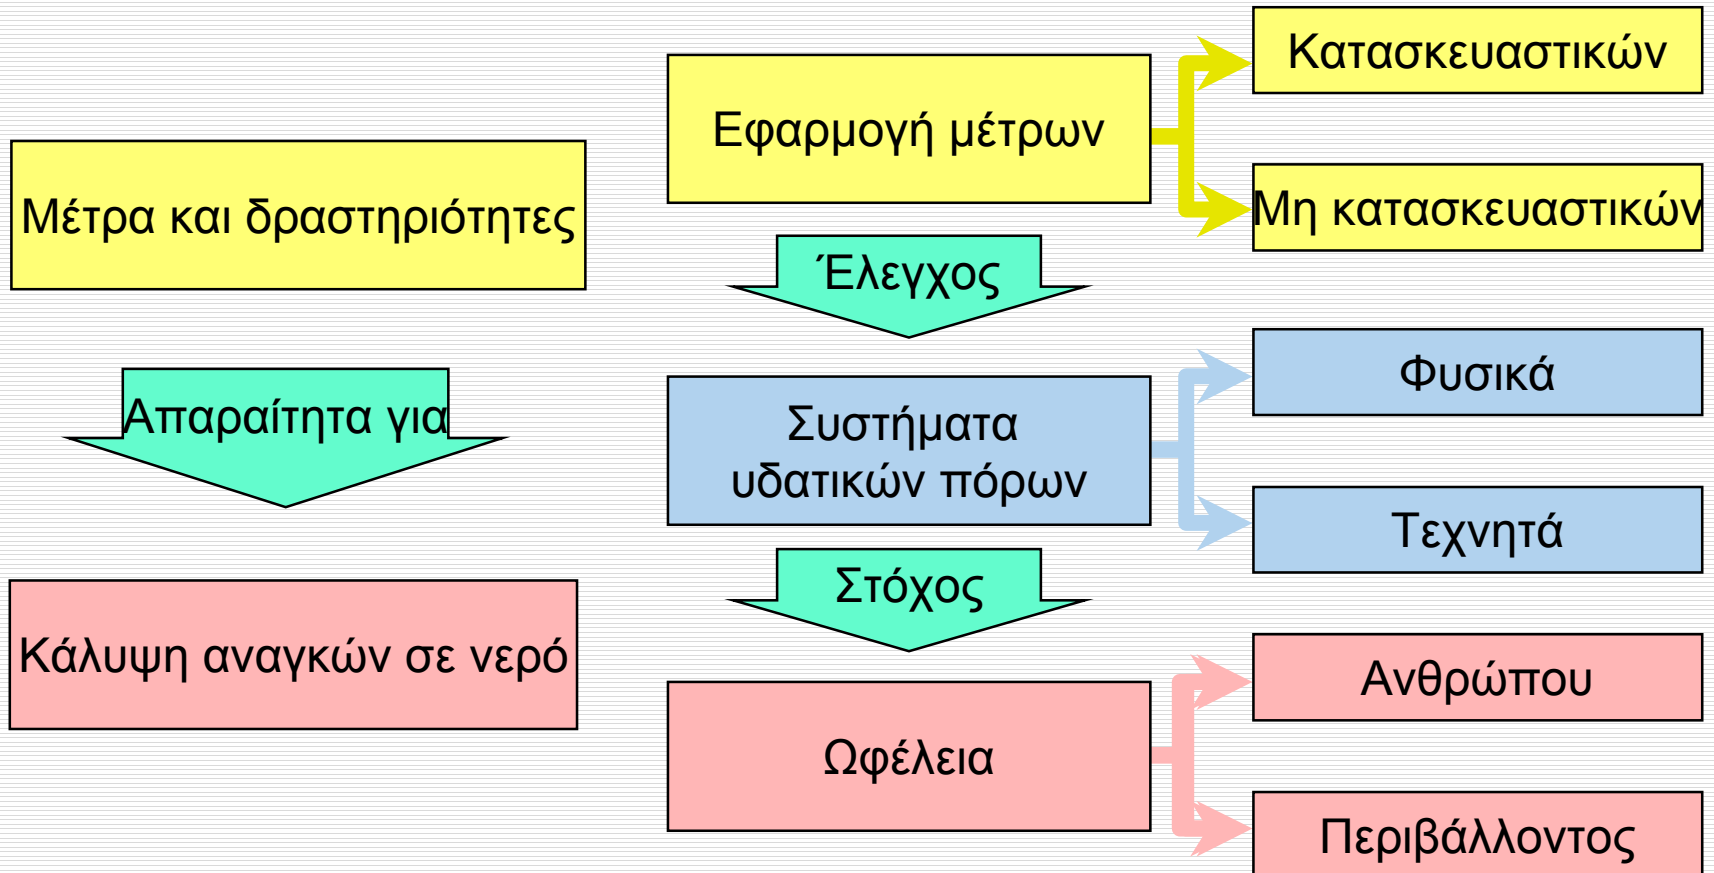 Μέτρα και δραστηριότητες
Απαραίτητα για
Κάλυψη αναγκών σε νερό
Εφαρμογή μέτρων
Κατασκευαστικών
Μη κατασκευαστικών
Έλεγχος
Συστήματα
υδατικών πόρων
Φυσικά
Τεχνητά
Στόχος
Ωφέλεια
Ανθρώπου
Περιβάλλοντος